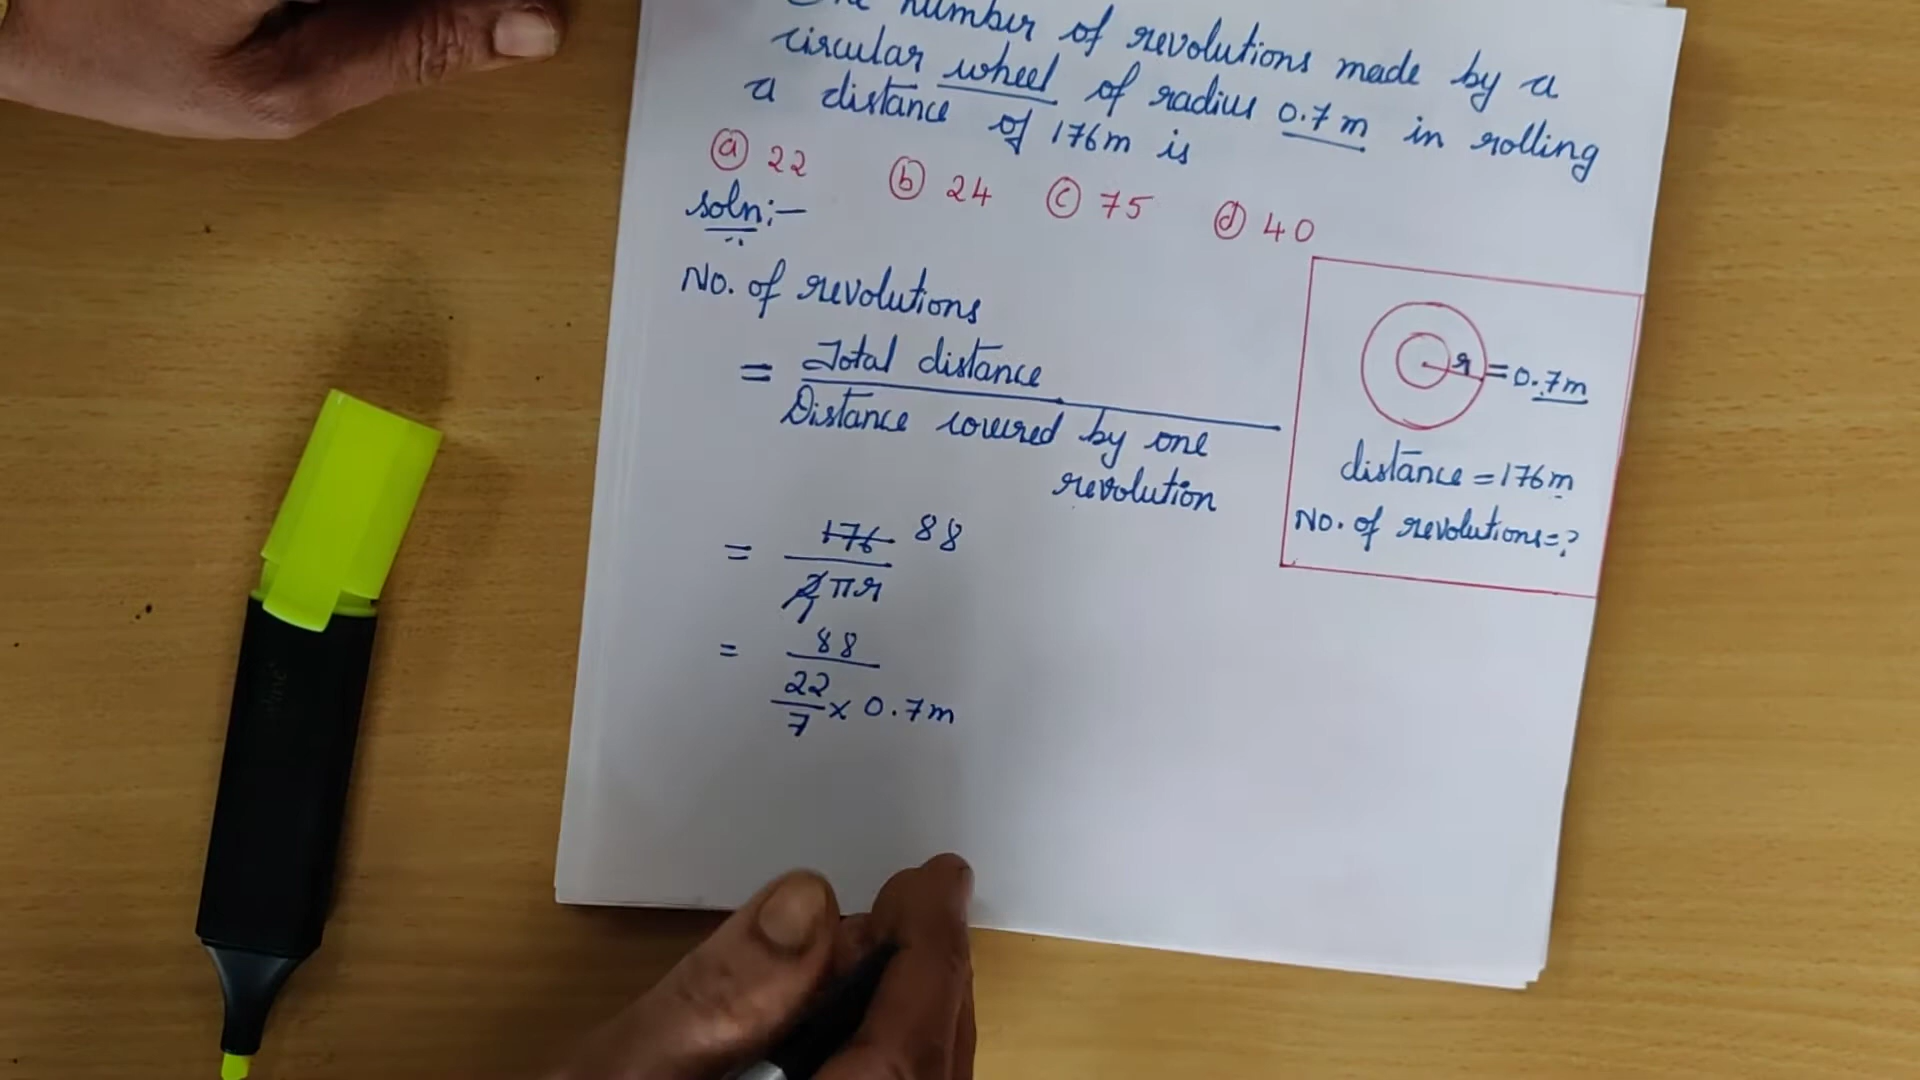 The number of revolutions made by a
circular wheel of radius 0.7 m in rolling
a distance of 176m is
ⓐ 22 ⓑ 24 ⓒ 75 ⓓ 40
soln:-
No. of revolutions
= Total distance
Distance covered by one
revolution
= 176 88
2πr
= 88
22
7 × 0.7m
r = 0.7m
distance = 176m
No. of revolutions=?